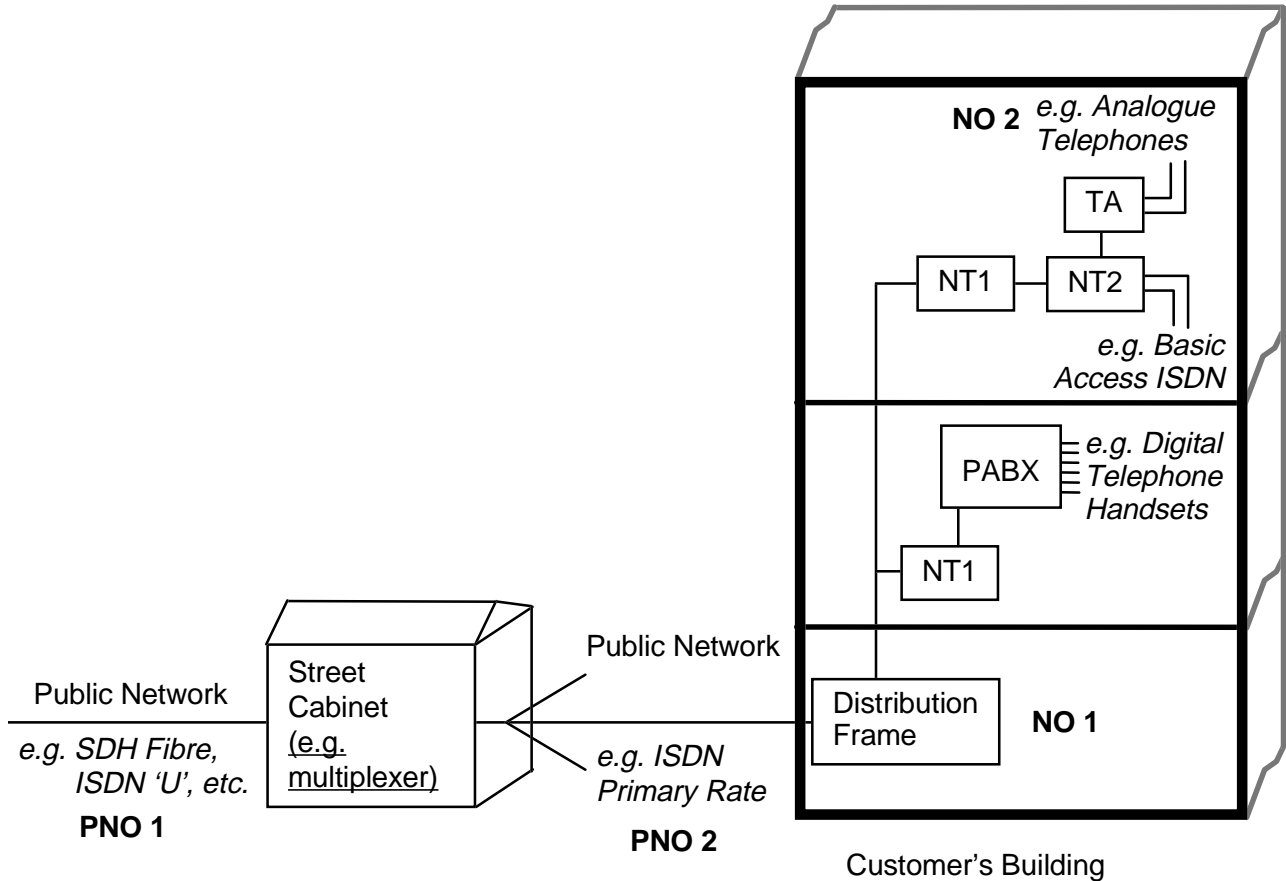 NO 2
e.g. Analogue
Telephones
TA
NT1
NT2
e.g. Basic
Access ISDN
PABX
e.g. Digital
Telephone
Handsets
NT1
Public Network
Street
Cabinet
(e.g.
multiplexer)
Public Network
e.g. SDH Fibre,
ISDN ‘U’, etc.
PNO 1
e.g. ISDN
Primary Rate
PNO 2
Distribution
Frame
NO 1
Customer’s Building